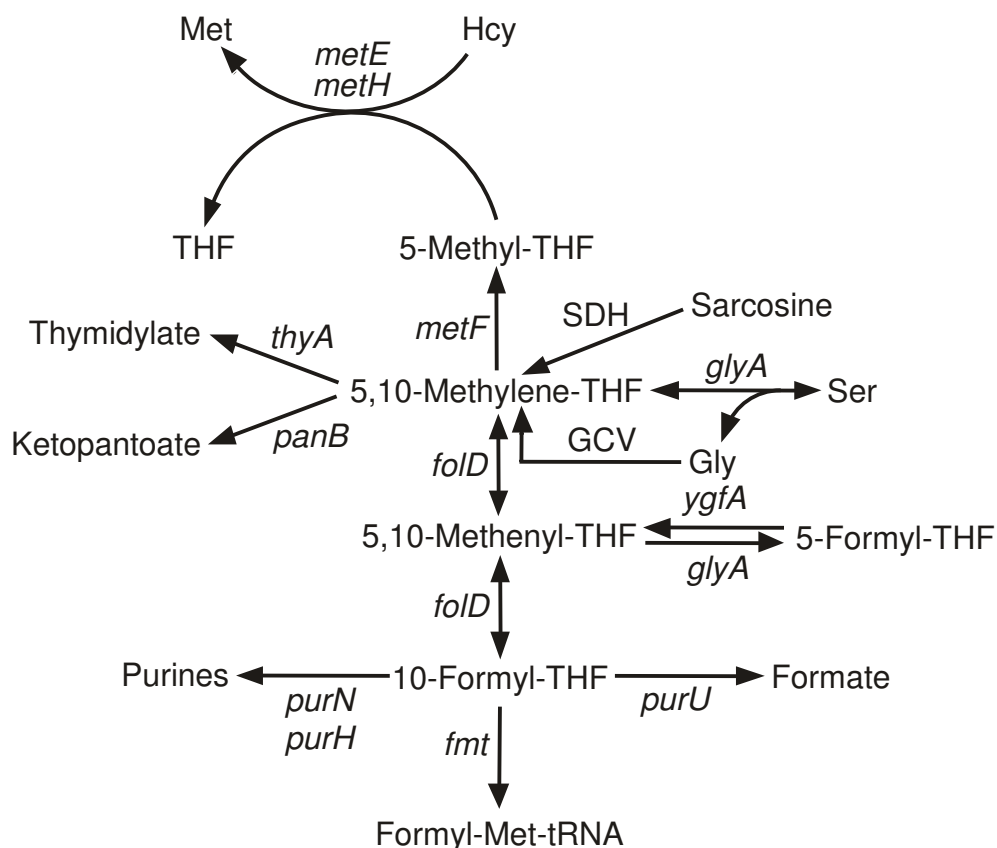 Met
Hcy
metE
metH
THF
5-Methyl-THF
Thymidylate
thyA
metF
SDH
Sarcosine
5,10-Methylene-THF
glyA
Ser
Ketopantoate
panB
folD
GCV
Gly
ygfA
5,10-Methenyl-THF
5-Formyl-THF
glyA
folD
Purines
10-Formyl-THF
Formate
purN
purH
purU
fmt
Formyl-Met-tRNA